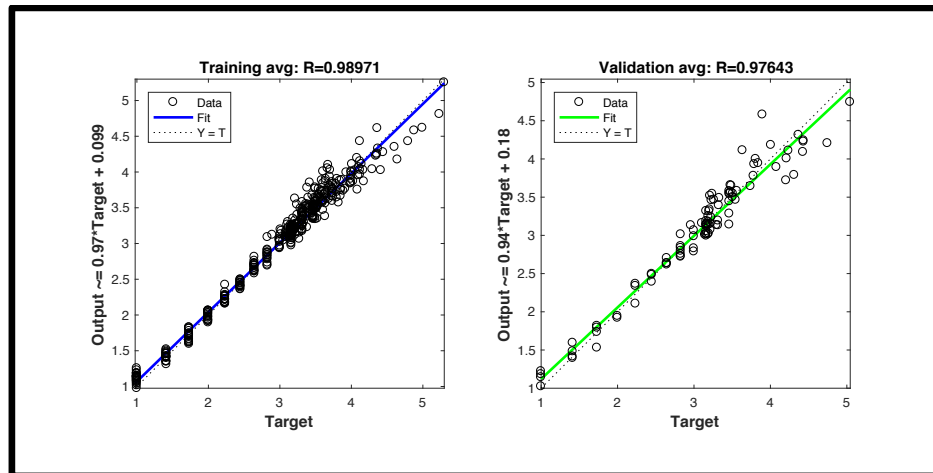 Training avg: R=0.98971
Output ~= 0.97*Target + 0.099
5
4.5
4
3.5
3
2.5
2
1.5
1
Data
Fit
Y = T
1 2 3 4 5
Target
Validation avg: R=0.97643
Output ~= 0.94*Target + 0.18
5
4.5
4
3.5
3
2.5
2
1.5
1
Data
Fit
Y = T
1 2 3 4 5
Target